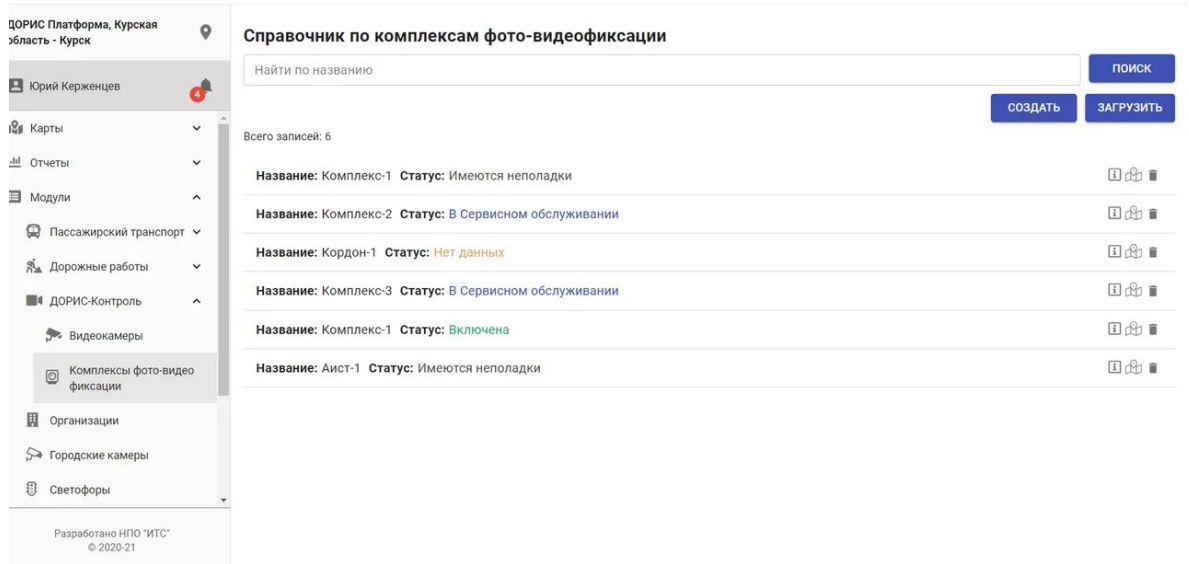 ДОРИС Платформа, Курская
область - Курск
Юрий Керженцев
4
Карты
Отчеты
Модули
Пассажирский транспорт
Дорожные работы
ДОРИС-Контроль
Видеокамеры
Комплексы фото-видео
фиксации
Организации
Городские камеры
Светофоры
Разработано НПО "ИТС"
© 2020-21
Справочник по комплексам фото-видеофиксации
Найти по названию
ПОИСК
СОЗДАТЬ ЗАГРУЗИТЬ
Всего записей: 6
Название: Комплекс-1 Статус: Имеются неполадки
Название: Комплекс-2 Статус: В Сервисном обслуживании
Название: Кордон-1 Статус: Нет данных
Название: Комплекс-3 Статус: В Сервисном обслуживании
Название: Комплекс-1 Статус: Включена
Название: Аист-1 Статус: Имеются неполадки